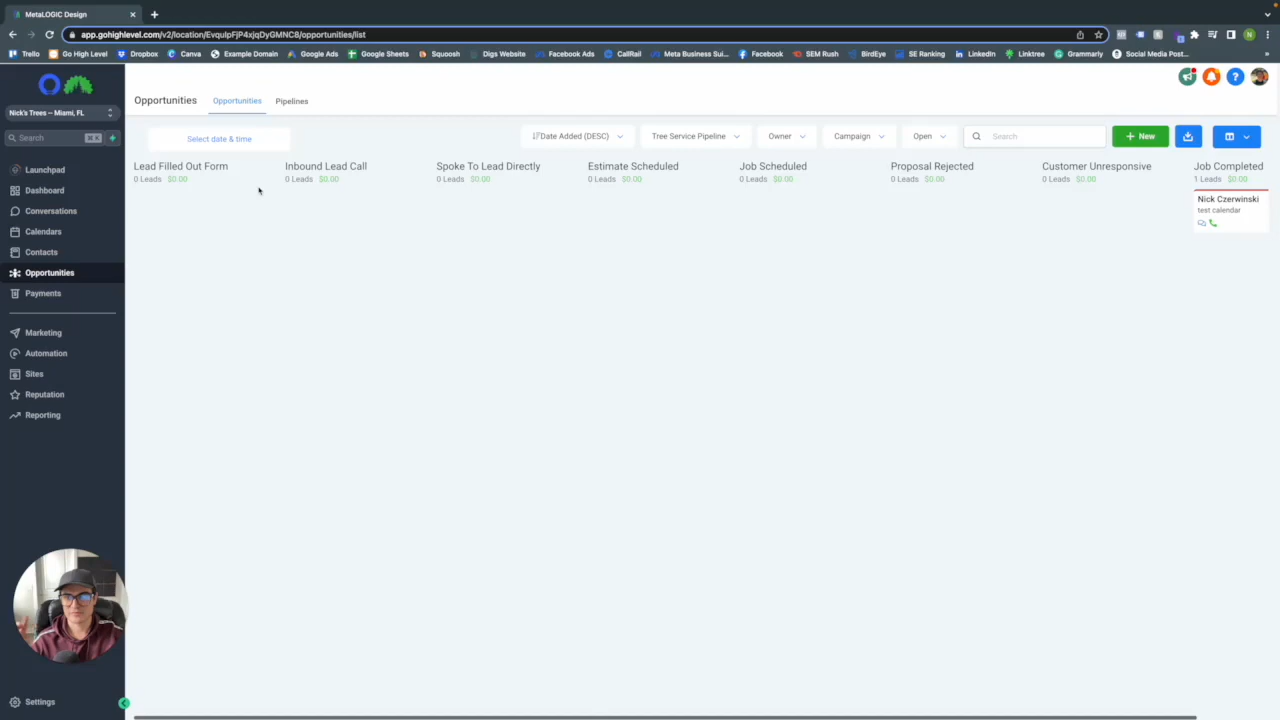 MetaLOGIC Design
app.gohighlevel.com/v2/location/EvquIpFjP4xjqDyGMNC8/opportunities/list
Trello Go High Level Dropbox Canva Example Domain Google Ads Google Sheets Squoosh Digs Website Facebook Ads CallRail Meta Business Sui... Facebook SEM Rush BirdEye SE Ranking LinkedIn Linktree Grammarly Social Media Post... »
Nick's Trees -- Miami, FL
Search ⌘ K
Launchpad
Dashboard
Conversations
Calendars
Contacts
Opportunities
Payments
Marketing
Automation
Sites
Reputation
Reporting
Settings
Opportunities Opportunities Pipelines
Select date & time Date Added (DESC) Tree Service Pipeline Owner Campaign Open Search + New
Lead Filled Out Form Inbound Lead Call Spoke To Lead Directly Estimate Scheduled Job Scheduled Proposal Rejected Customer Unresponsive Job Completed
0 Leads $0.00 0 Leads $0.00 0 Leads $0.00 0 Leads $0.00 0 Leads $0.00 0 Leads $0.00 0 Leads $0.00 1 Leads $0.00
Nick Czerwinski
test calendar